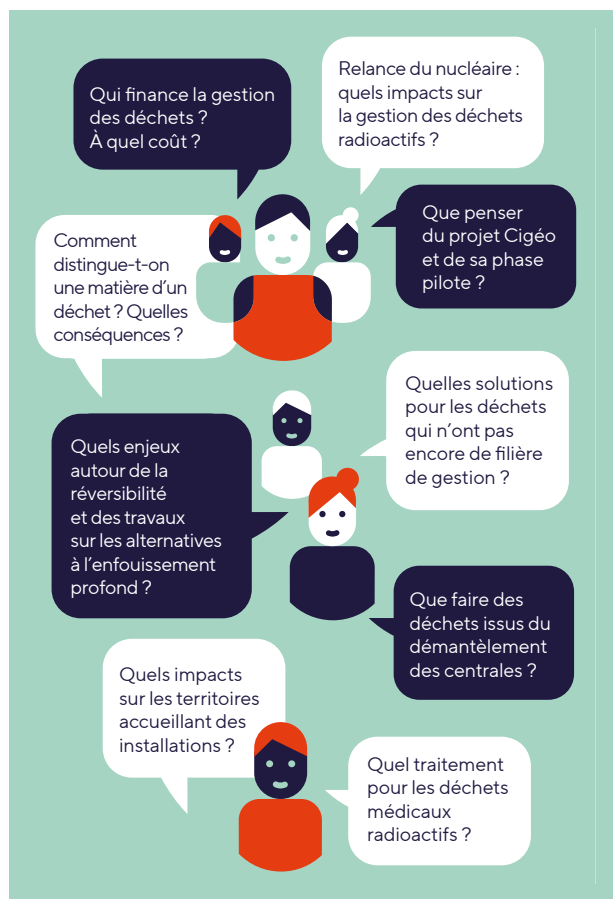 Qui finance la gestion
des déchets ?
À quel coût ?
Relance du nucléaire :
quels impacts sur
la gestion des déchets
radioactifs ?
Comment
distingue-t-on
une matière d'un
déchet ? Quelles
conséquences ?
Que penser
du projet Cigéo
et de sa phase
pilote ?
Quelles solutions
pour les déchets
qui n'ont pas
encore de filière
de gestion ?
Quels enjeux
autour de la
réversibilité
et des travaux
sur les alternatives
à l'enfouissement
profond ?
Que faire des
déchets issus du
démantèlement
des centrales ?
Quels impacts
sur les territoires
accueillant des
installations ?
Quel traitement
pour les déchets
médicaux
radioactifs ?